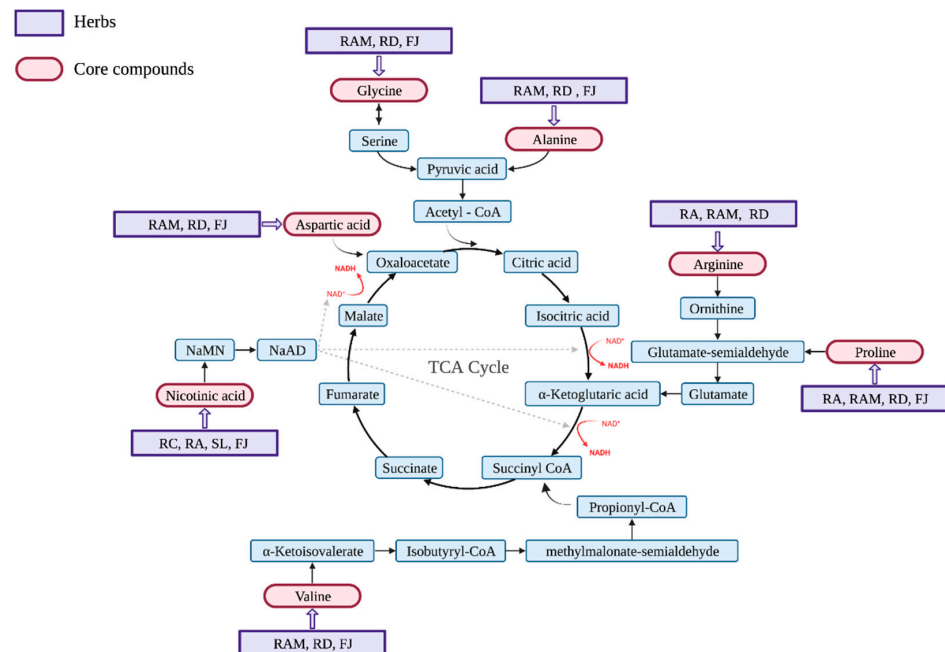 Herbs
Core compounds
RAM, RD, FJ
Glycine
RAM, RD , FJ
Serine
Alanine
Pyruvic acid
Acetyl - CoA
RAM, RD, FJ
Aspartic acid
RA, RAM, RD
Oxaloacetate
Citric acid
Arginine
NADH
NAD⁺
Malate
Isocitric acid
Ornithine
NaMN
NaAD
TCA Cycle
NAD⁺
NADH
Glutamate-semialdehyde
Proline
Nicotinic acid
Fumarate
α-Ketoglutaric acid
Glutamate
RA, RAM, RD, FJ
RC, RA, SL, FJ
NAD⁺
NADH
Succinate
Succinyl CoA
Propionyl-CoA
α-Ketoisovalerate
Isobutyryl-CoA
methylmalonate-semialdehyde
Valine
RAM, RD, FJ